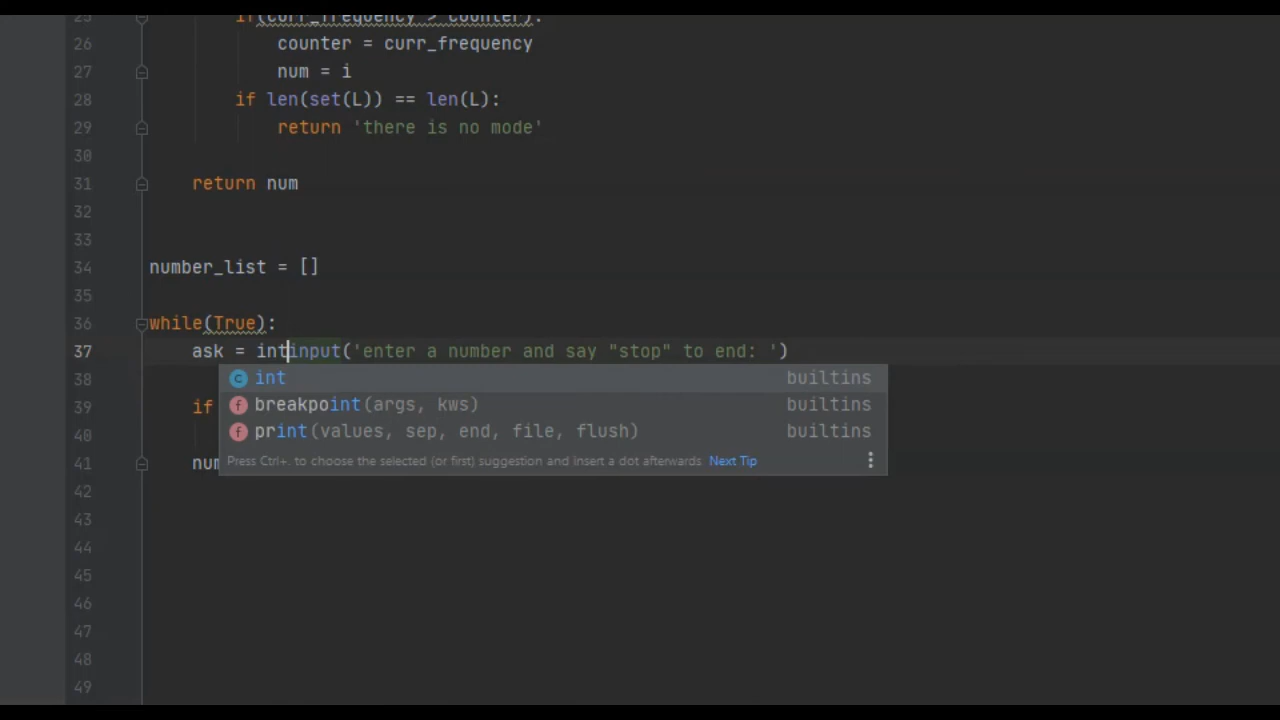 25 if(curr_frequency > counter):
26 counter = curr_frequency
27 num = i
28 if len(set(L)) == len(L):
29 return 'there is no mode'
30
31 return num
32
33
34 number_list = []
35
36 while(True):
37 ask = intinput('enter a number and say "stop" to end: ')
38 int builtins
39 if breakpoint(args, kws) builtins
40 print(values, sep, end, file, flush) builtins
41 num Press Ctrl+. to choose the selected (or first) suggestion and insert a dot afterwards Next Tip
42
43
44
45
46
47
48
49